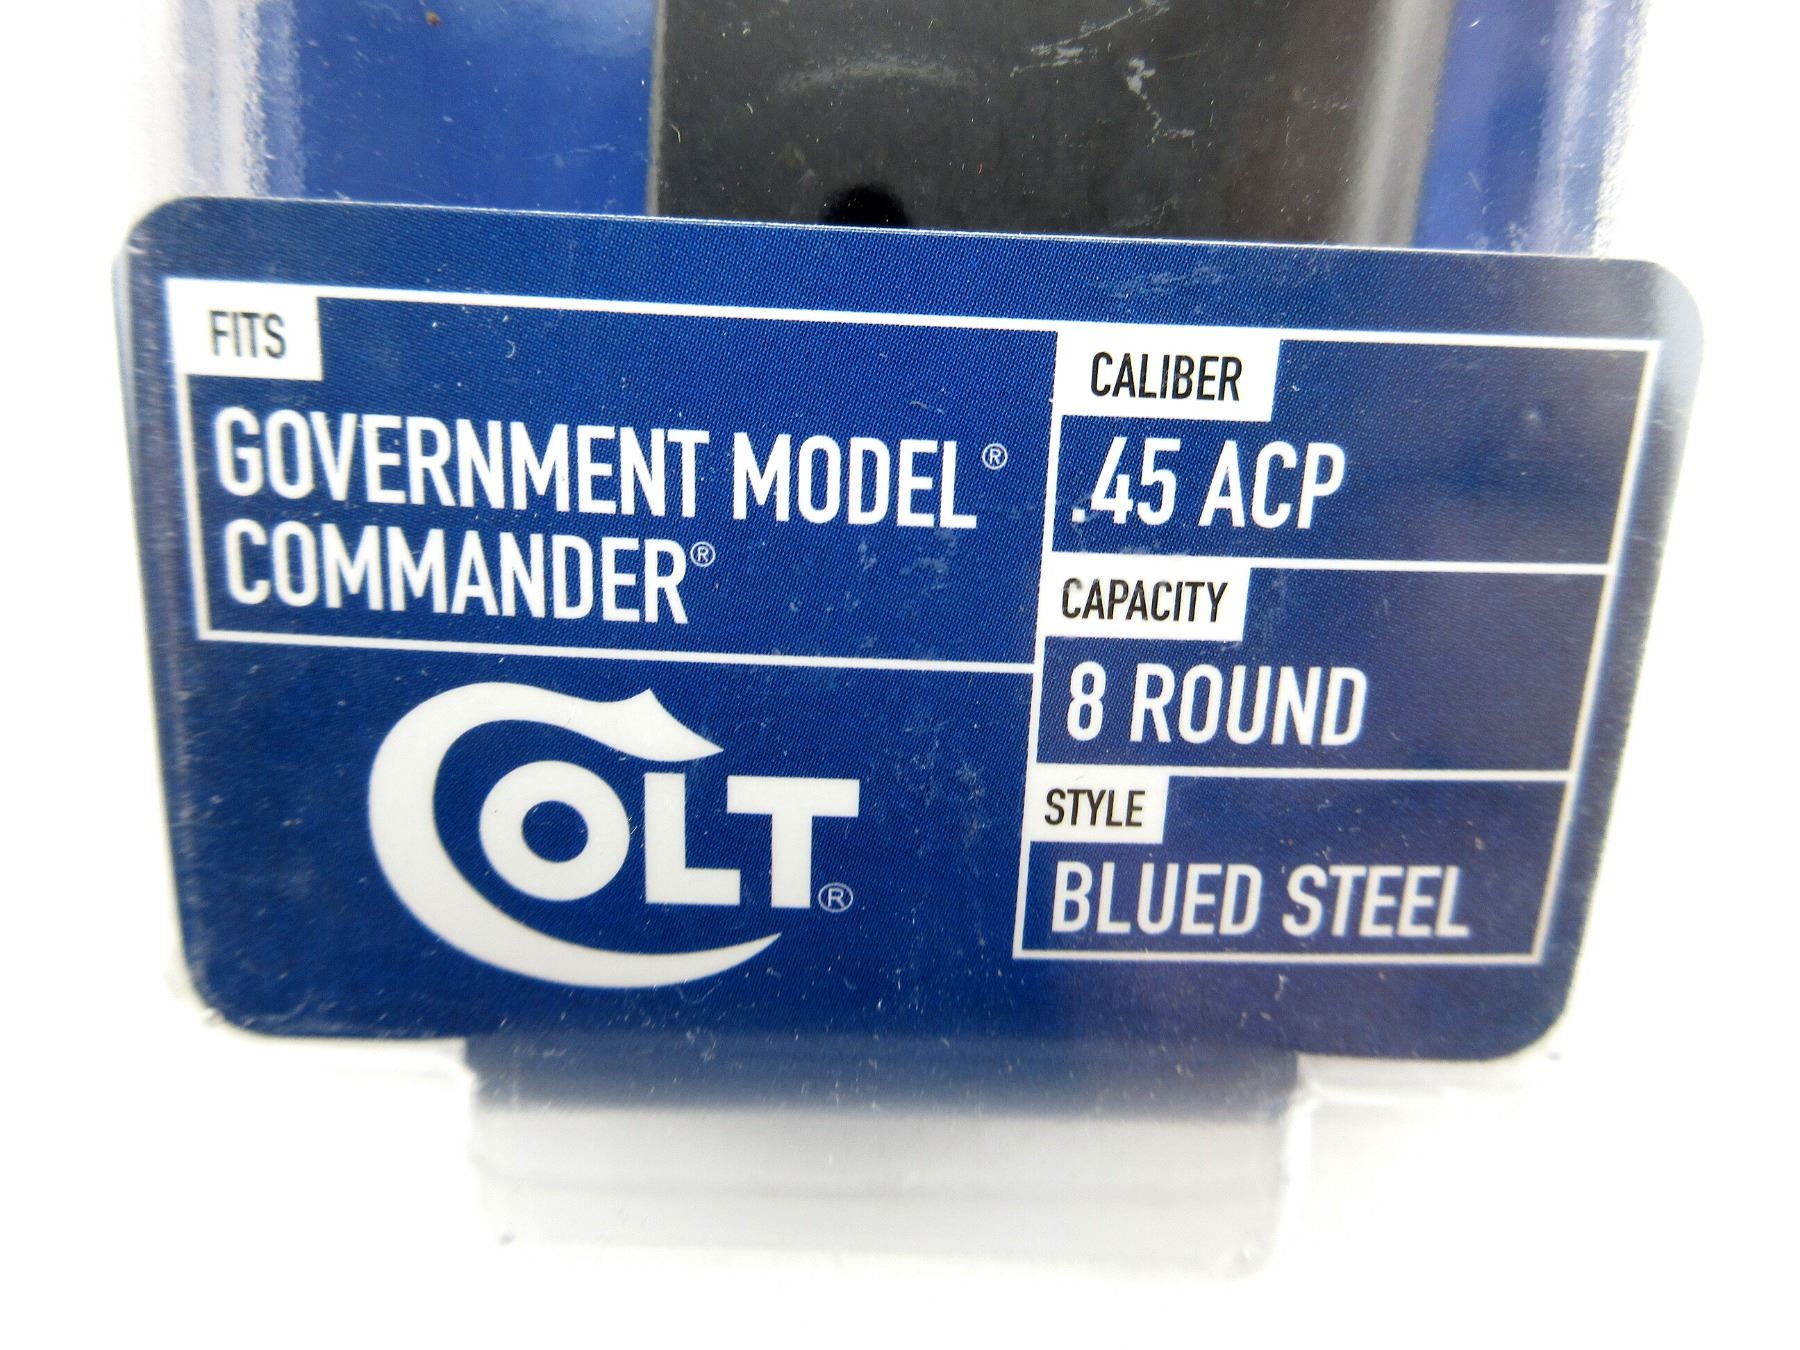 FITS
GOVERNMENT MODEL®
COMMANDER®
COLT®
CALIBER
.45 ACP
CAPACITY
8 ROUND
STYLE
BLUED STEEL